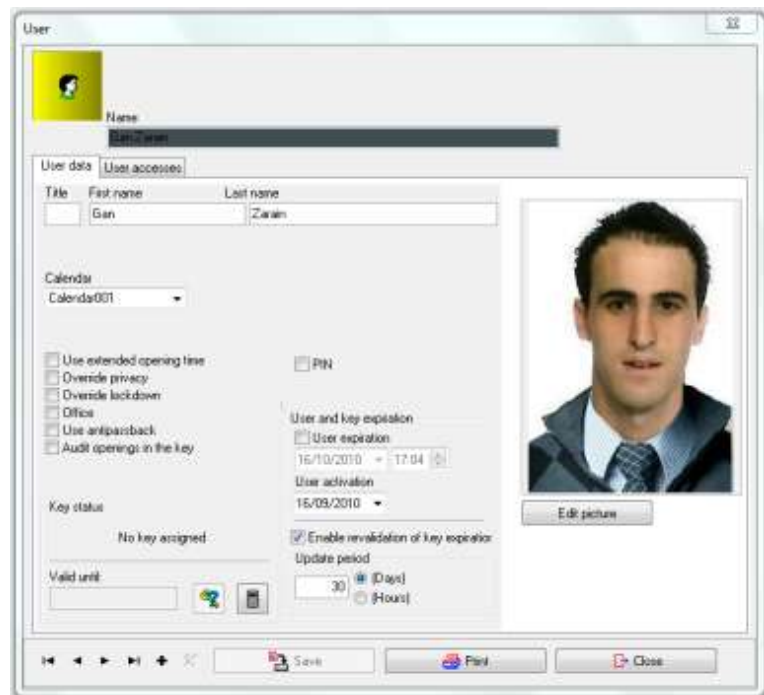 User
Name
Gan Zarain
User data User accesses
Title First name Last name
Gan Zarain
Calendar
Calendar001
Use extended opening time
Override privacy
Override lockdown
Office
Use antipassback
Audit openings in the key
PIN
User and key expiration
User expiration
16/10/2010 17:04
User activation
16/09/2010
Key status
No key assigned
Enable revalidation of key expiration
Update period
30 (Days)
(Hours)
Valid until:
Edit picture
Save Print Close